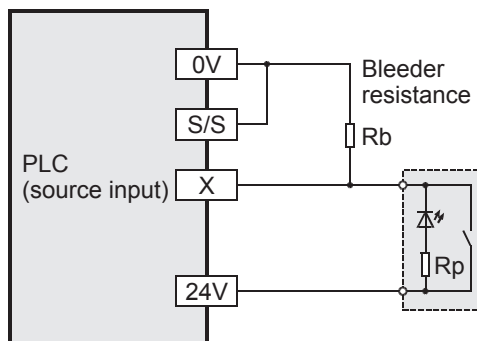 0V
Bleeder
resistance
S/S
Rb
PLC
(source input)
X
Rp
24V